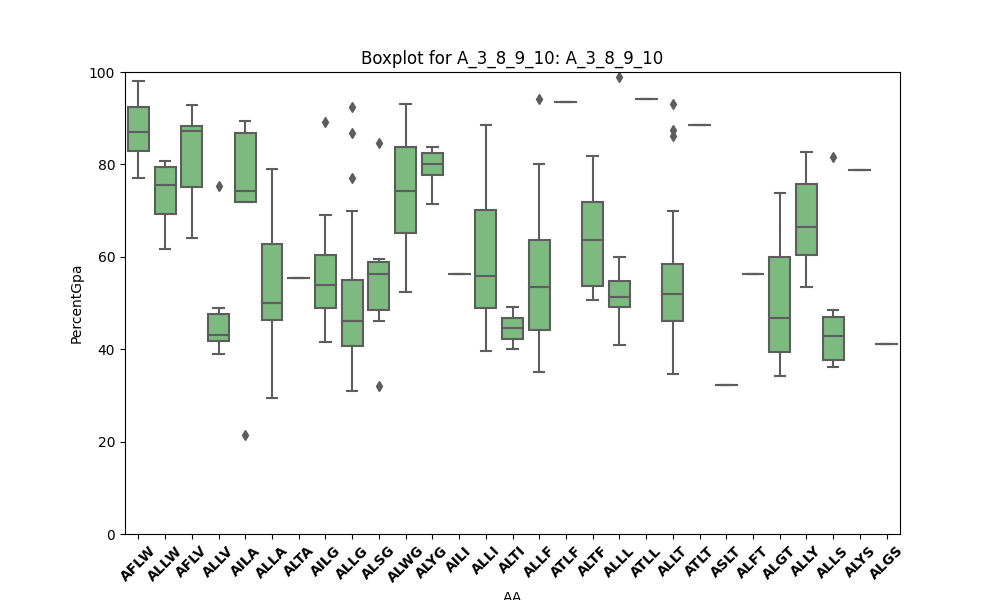 Boxplot for A_3_8_9_10: A_3_8_9_10
PercentGpa
100
80
60
40
20
0
AFLW ALLW AFLV ALLV AILA ALLA ALTA AILG ALLG ALSG ALWG ALYG AILI ALLI ALTI ALLF ATLF ALTF ALLL ATLL ALLT ATLT ASLT ALFT ALGT ALLY ALLS ALYS ALGS
AA